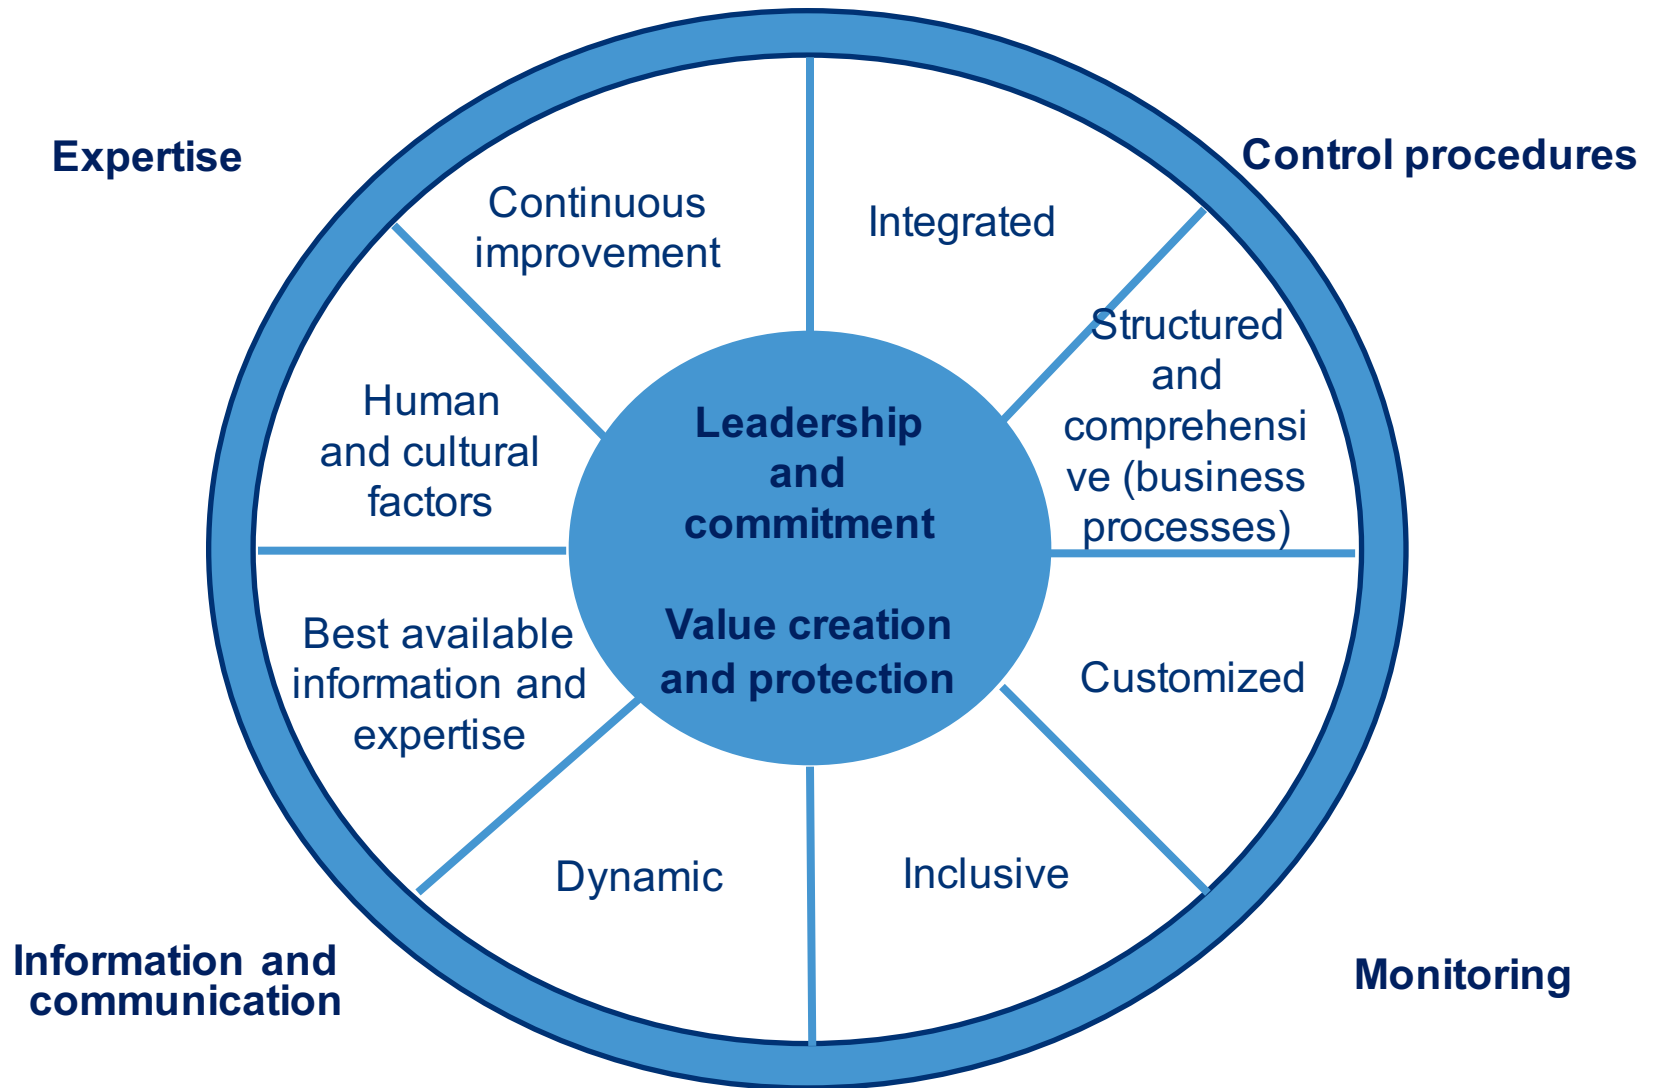 Expertise
Control procedures
Continuous
improvement
Integrated
Structured
and
comprehensi
ve (business
processes)
Human
and cultural
factors
Leadership
and
commitment
Value creation
and protection
Best available
information and
expertise
Customized
Dynamic
Inclusive
Information and
communication
Monitoring